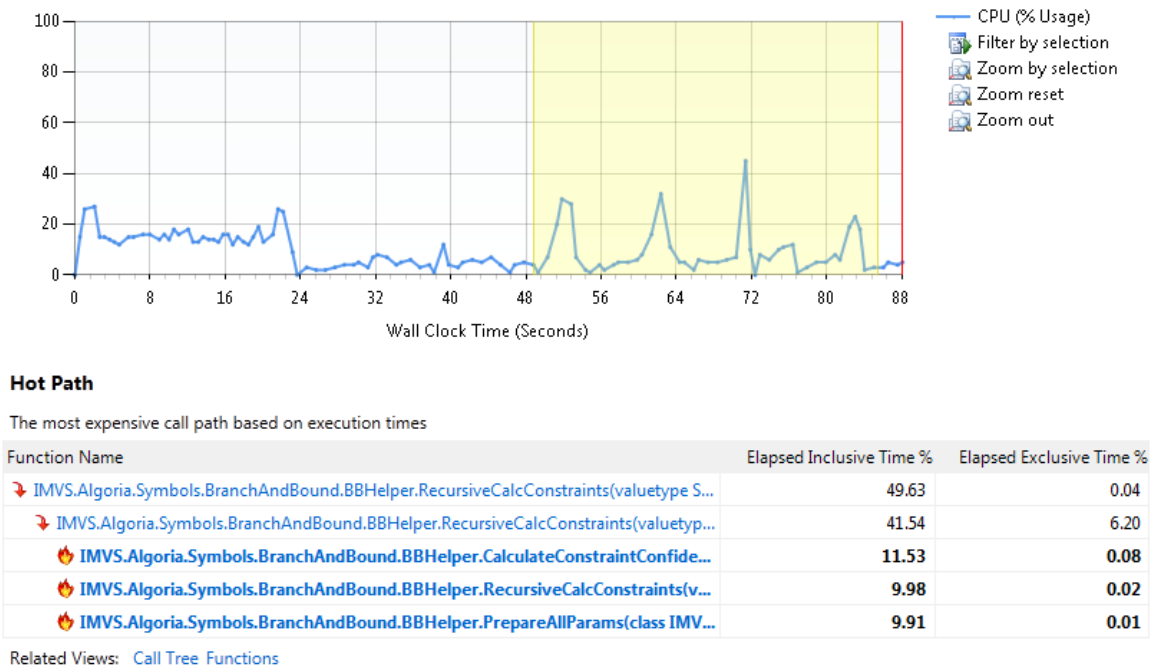 100
80
60
40
20
0
0 8 16 24 32 40 48 56 64 72 80 88
Wall Clock Time (Seconds)
CPU (% Usage)
Filter by selection
Zoom by selection
Zoom reset
Zoom out
Hot Path
The most expensive call path based on execution times
Function Name Elapsed Inclusive Time % Elapsed Exclusive Time %
IMVS.Algoria.Symbols.BranchAndBound.BBHelper.RecursiveCalcConstraints(valuetype S... 49.63 0.04
IMVS.Algoria.Symbols.BranchAndBound.BBHelper.RecursiveCalcConstraints(valuetyp... 41.54 6.20
IMVS.Algoria.Symbols.BranchAndBound.BBHelper.CalculateConstraintConfide... 11.53 0.08
IMVS.Algoria.Symbols.BranchAndBound.BBHelper.RecursiveCalcConstraints(v... 9.98 0.02
IMVS.Algoria.Symbols.BranchAndBound.BBHelper.PrepareAllParams(class IMV... 9.91 0.01
Related Views: Call Tree Functions